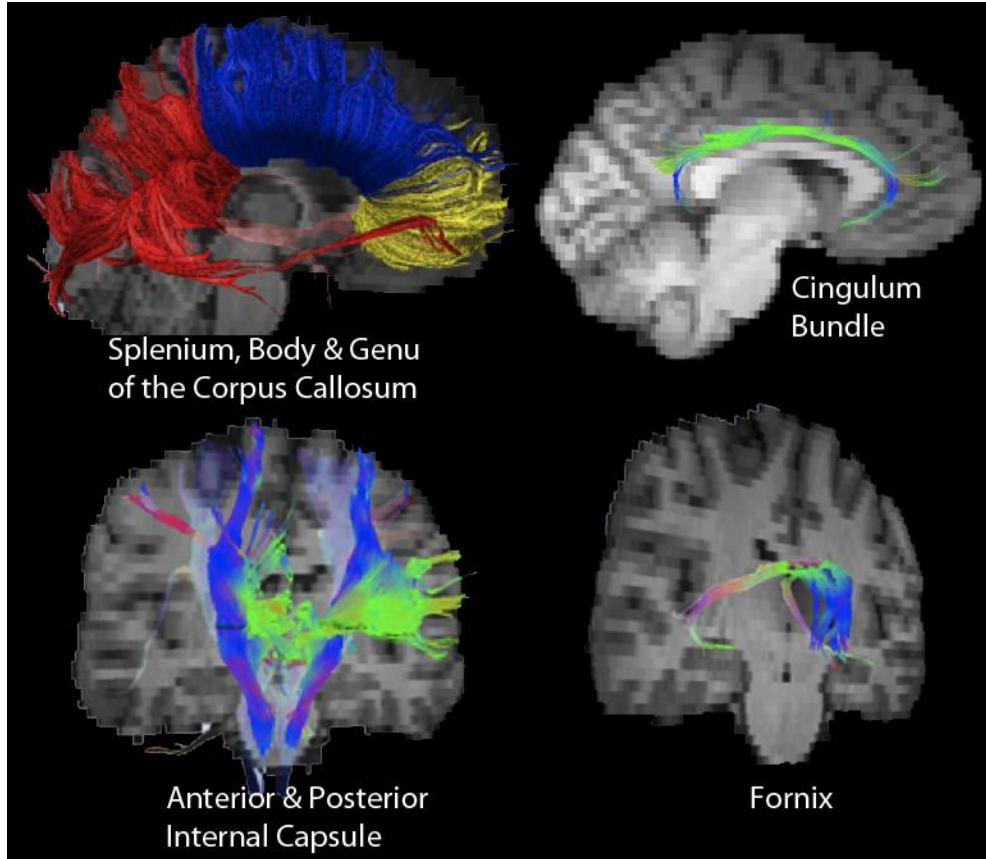 Splenium, Body & Genu
of the Corpus Callosum
Cingulum
Bundle
Anterior & Posterior
Internal Capsule
Fornix